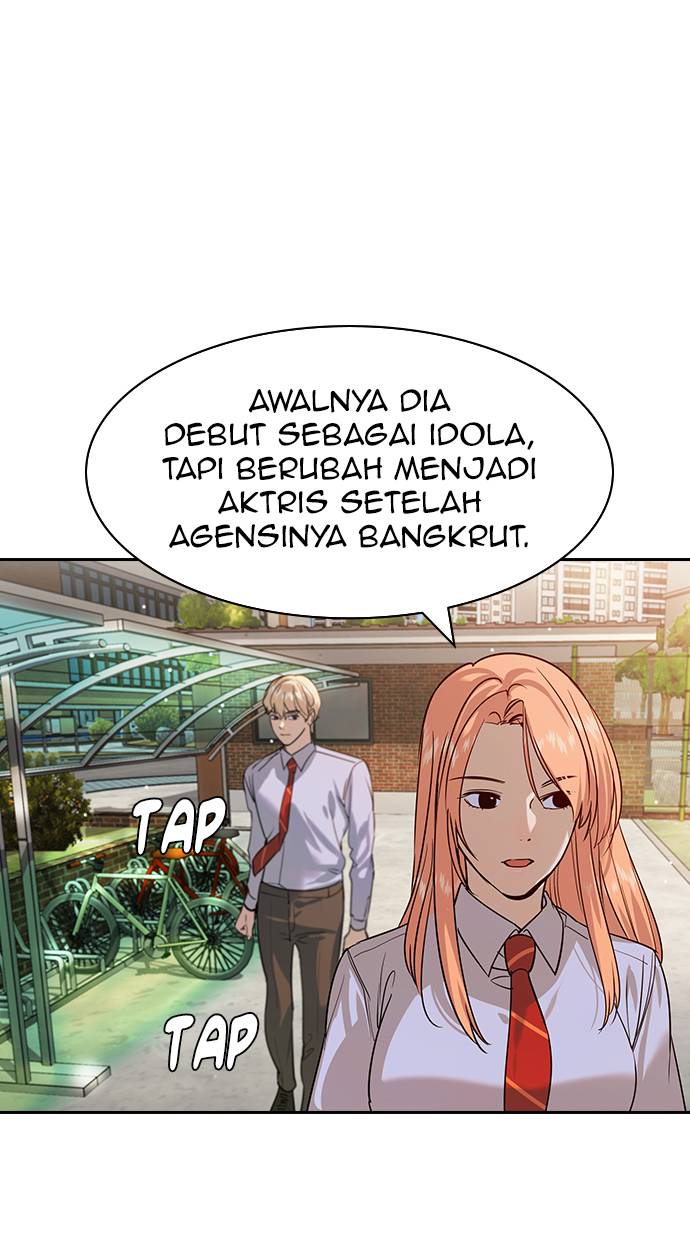 AWALNYA DIA
DEBUT SEBAGAI IDOLA,
TAPI BERUBAH MENJADI
AKTRIS SETELAH
AGENSINYA BANGKRUT.
TAP
TAP